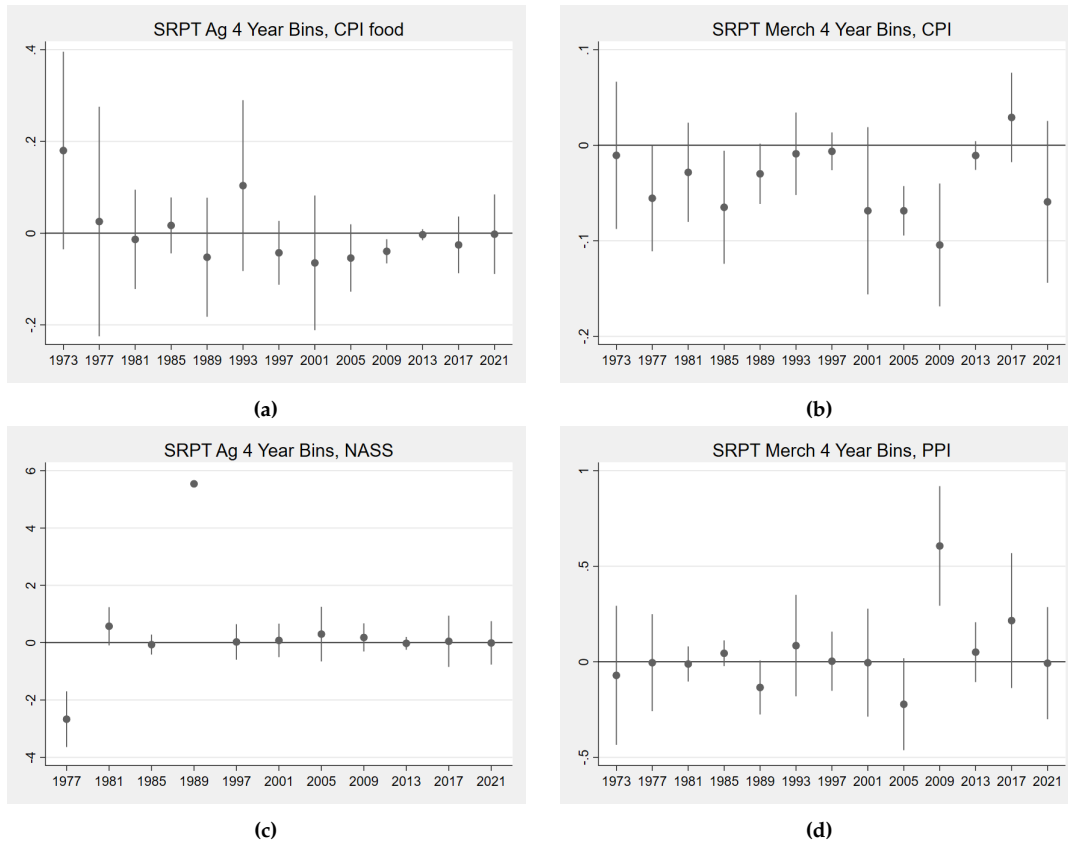 SRPT Ag 4 Year Bins, CPI food
.4
.2
0
-.2
1973 1977 1981 1985 1989 1993 1997 2001 2005 2009 2013 2017 2021
(a)
SRPT Merch 4 Year Bins, CPI
.1
0
-.1
-.2
1973 1977 1981 1985 1989 1993 1997 2001 2005 2009 2013 2017 2021
(b)
SRPT Ag 4 Year Bins, NASS
6
4
2
0
-2
-4
1977 1981 1985 1989 1997 2001 2005 2009 2013 2017 2021
(c)
SRPT Merch 4 Year Bins, PPI
1
.5
0
-.5
1973 1977 1981 1985 1989 1993 1997 2001 2005 2009 2013 2017 2021
(d)